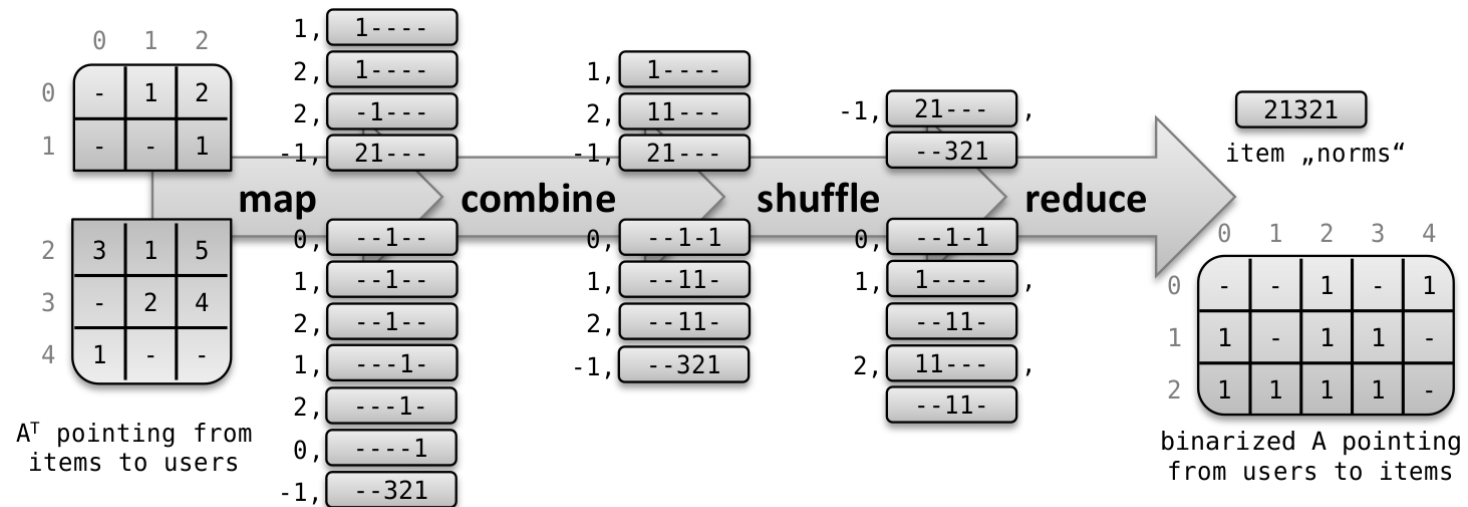 0 1 2
0 - 1 2
1 - - 1
2 3 1 5
3 - 2 4
4 1 - -
Aᵀ pointing from
items to users
1, 1----
2, 1----
2, -1---
-1, 21---
map
0, --1--
1, --1--
2, --1--
1, ---1-
2, ---1-
0, ----1
-1, --321
1, 1----
2, 11---
-1, 21---
combine
0, --1-1
1, --11-
2, --11-
-1, --321
-1, 21--- ,
--321
shuffle
0, --1-1
1, 1---- ,
--11-
2, 11--- ,
--11-
reduce
21321
item „norms“
0 1 2 3 4
0 - - 1 - 1
1 1 - 1 1 -
2 1 1 1 1 -
binarized A pointing
from users to items